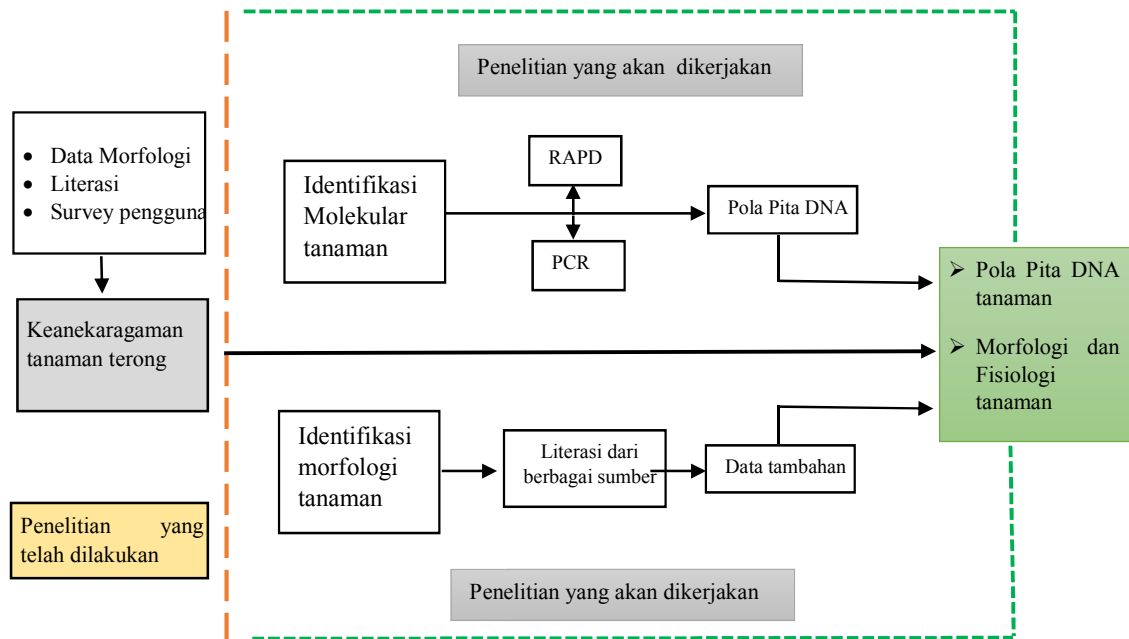 Penelitian yang akan dikerjakan
• Data Morfologi
• Literasi
• Survey pengguna
Keanekaragaman
tanaman terong
Penelitian yang
telah dilakukan
Identifikasi
Molekular
tanaman
RAPD
PCR
Pola Pita DNA
Identifikasi
morfologi
tanaman
Literasi dari
berbagai sumber
Data tambahan
➢ Pola Pita DNA
tanaman
➢ Morfologi dan
Fisiologi
tanaman
Penelitian yang akan dikerjakan